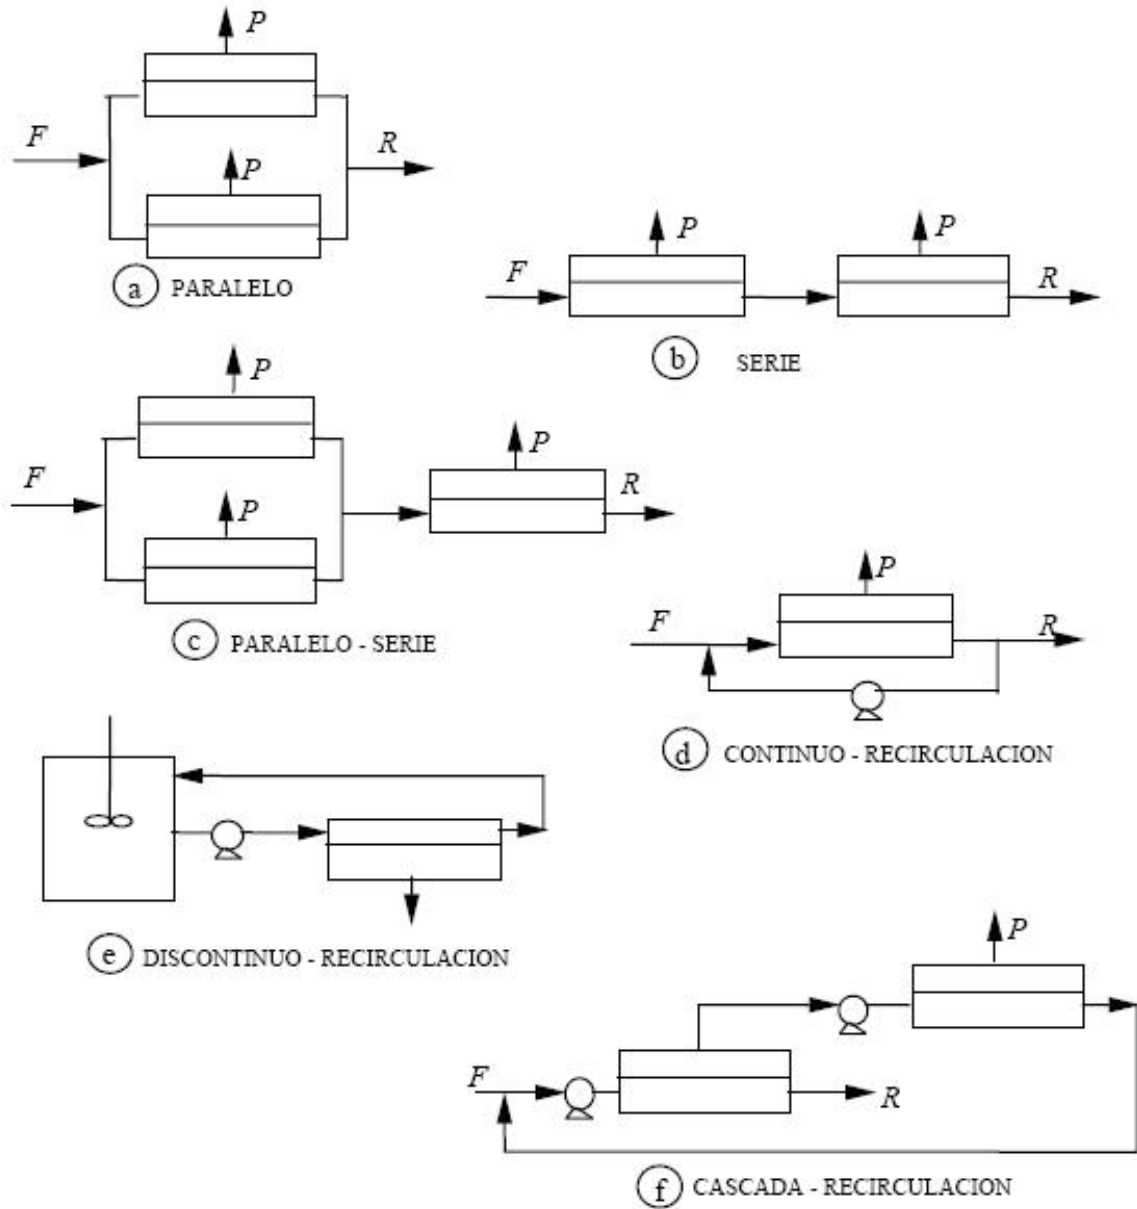 P
F
P
R
a PARALELO
P
P
F
R
b SERIE
P
P
F
P
R
c PARALELO - SERIE
P
F
R
d CONTINUO - RECIRCULACION
e DISCONTINUO - RECIRCULACION
P
F
R
f CASCADA - RECIRCULACION